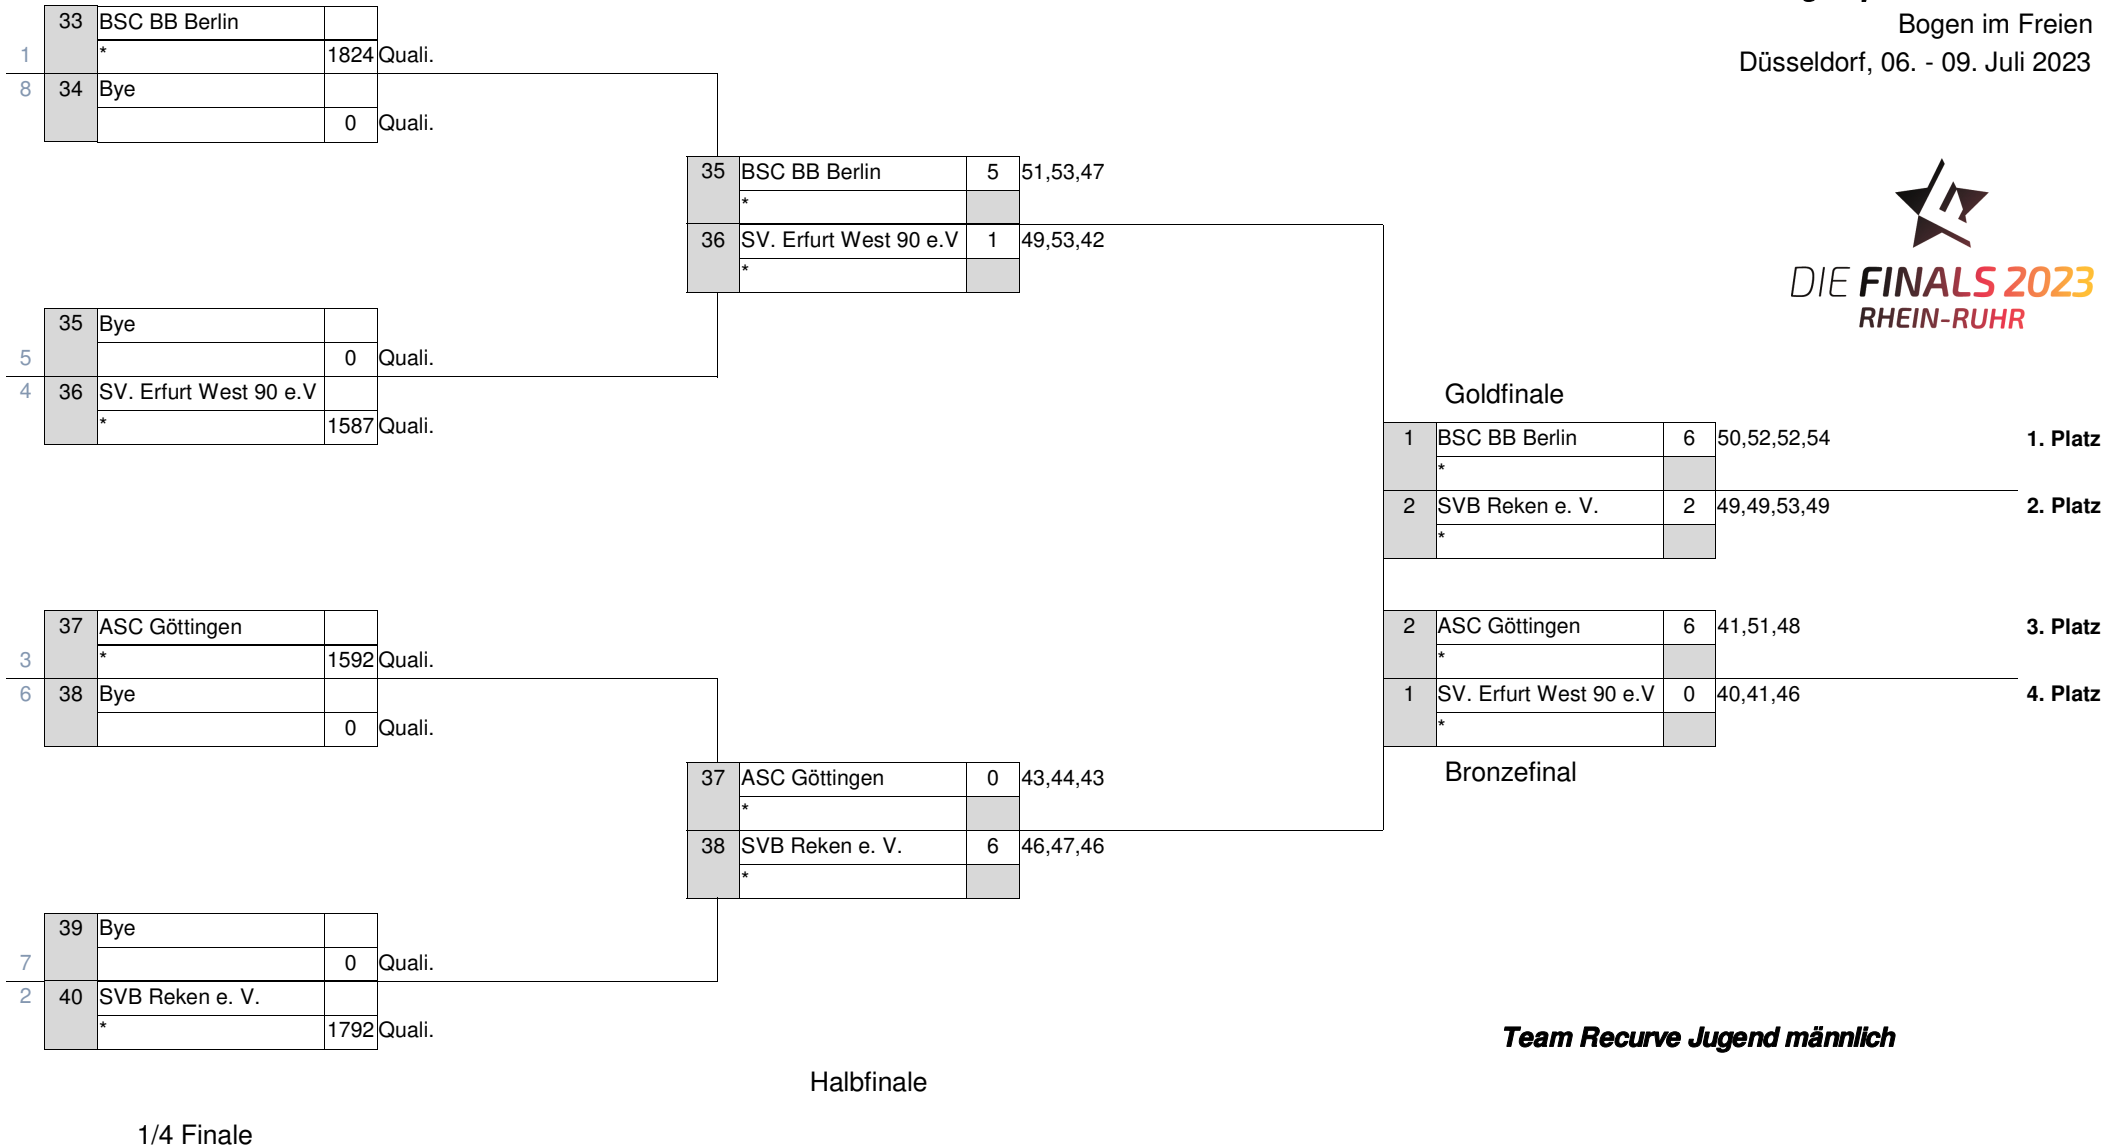 Bogen im Freien
Düsseldorf, 06. - 09. Juli 2023
DIE FINALS 2023
RHEIN-RUHR
33 BSC BB Berlin
1 * 1824 Quali.
8 34 Bye
0 Quali.
35 BSC BB Berlin 5 51,53,47
*
36 SV. Erfurt West 90 e.V 1 49,53,42
*
35 Bye
5 0 Quali.
4 36 SV. Erfurt West 90 e.V
* 1587 Quali.
Goldfinale
1 BSC BB Berlin 6 50,52,52,54 1. Platz
*
2 SVB Reken e. V. 2 49,49,53,49 2. Platz
*
37 ASC Göttingen
3 * 1592 Quali.
6 38 Bye
0 Quali.
2 ASC Göttingen 6 41,51,48 3. Platz
*
1 SV. Erfurt West 90 e.V 0 40,41,46 4. Platz
*
Bronzefinal
37 ASC Göttingen 0 43,44,43
*
38 SVB Reken e. V. 6 46,47,46
*
39 Bye
7 0 Quali.
2 40 SVB Reken e. V.
* 1792 Quali.
Team Recurve Jugend männlich
Halbfinale
1/4 Finale